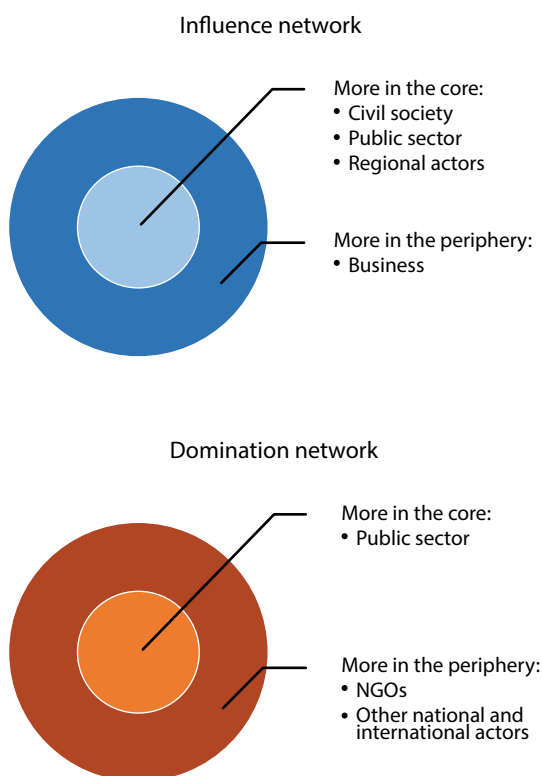 Influence network
More in the core:
• Civil society
• Public sector
• Regional actors
More in the periphery:
• Business
Domination network
More in the core:
• Public sector
More in the periphery:
• NGOs
• Other national and
international actors